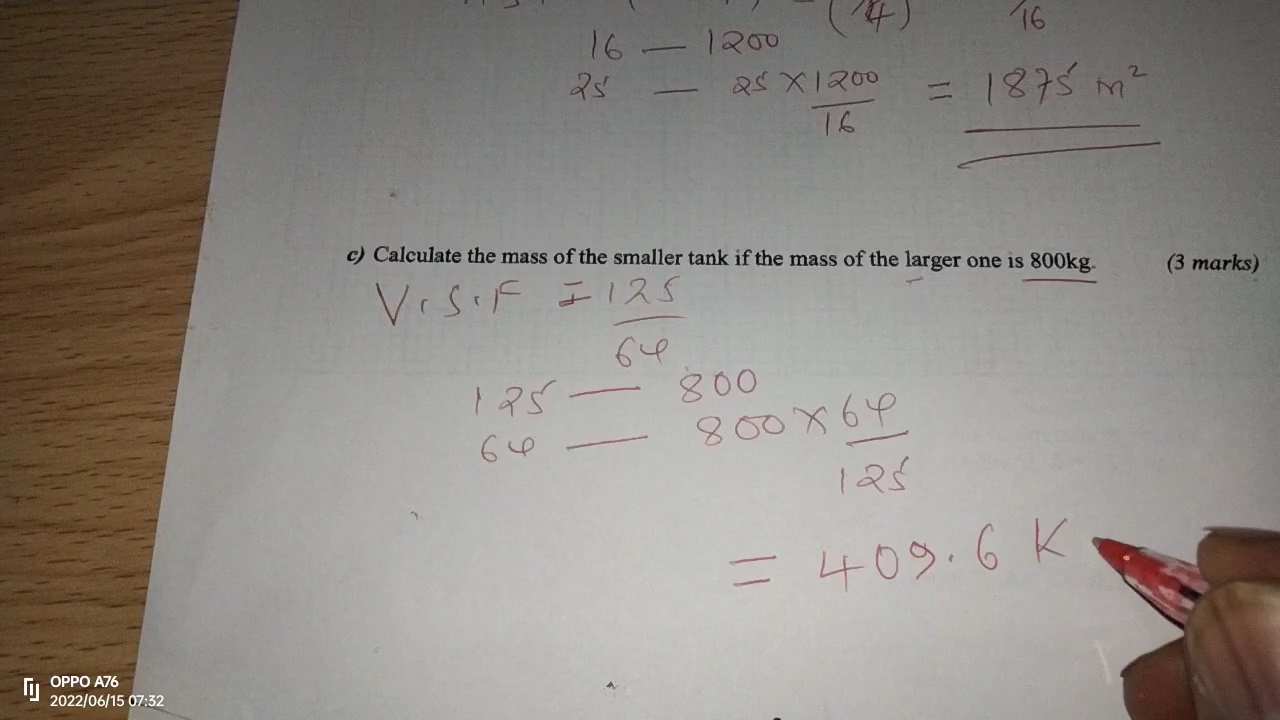 (4) 16
16 — 1200
25 — 25 × 1200 = 1875 m²
16
c) Calculate the mass of the smaller tank if the mass of the larger one is 800kg. (3 marks)
V.S.F = 125
64
125 — 800
64 — 800 × 64
125
= 409.6 K
OPPO A76
2022/06/15 07:32